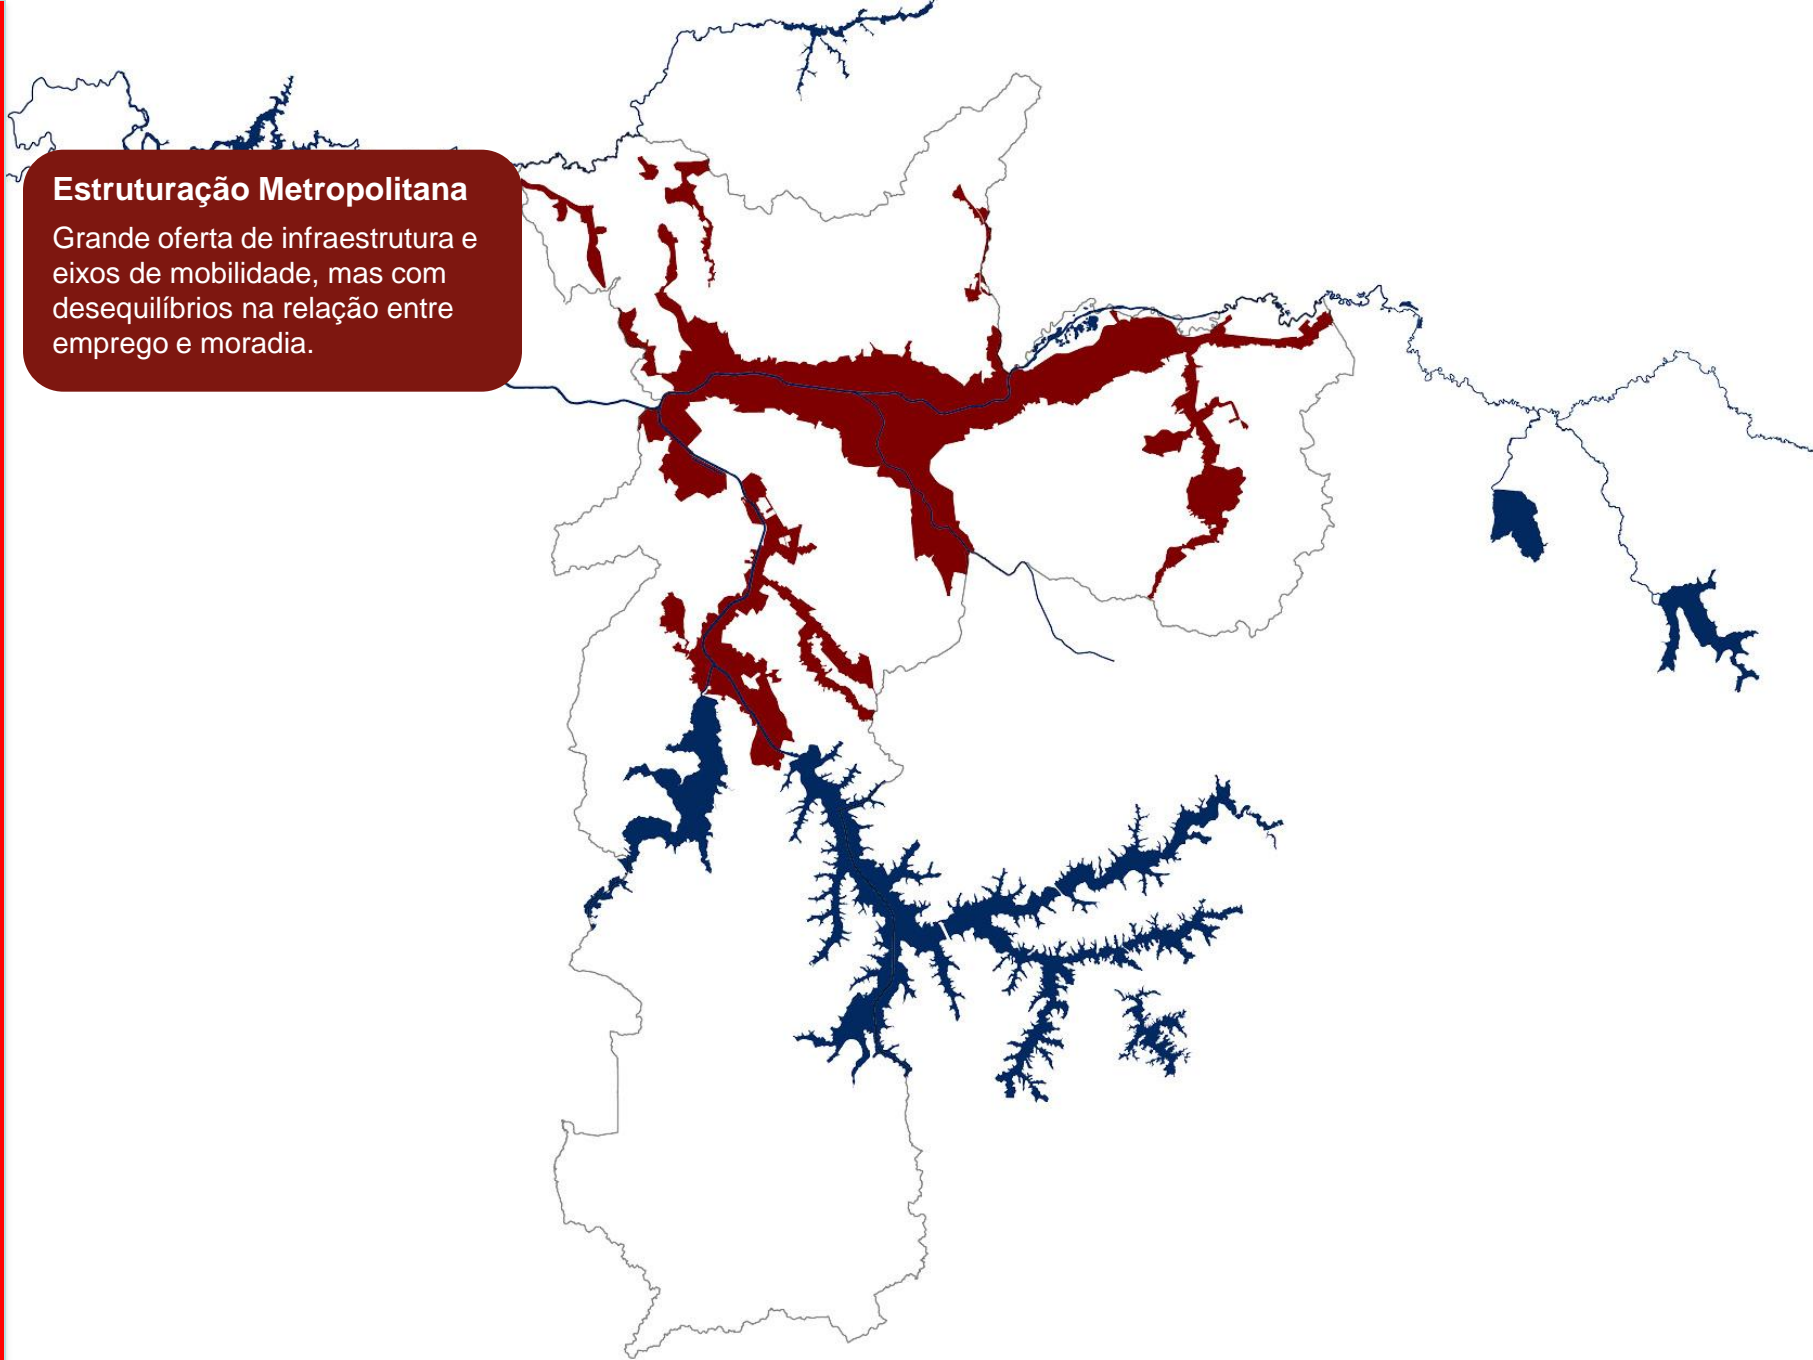 Estruturação Metropolitana
Grande oferta de infraestrutura e
eixos de mobilidade, mas com
desequilíbrios na relação entre
emprego e moradia.